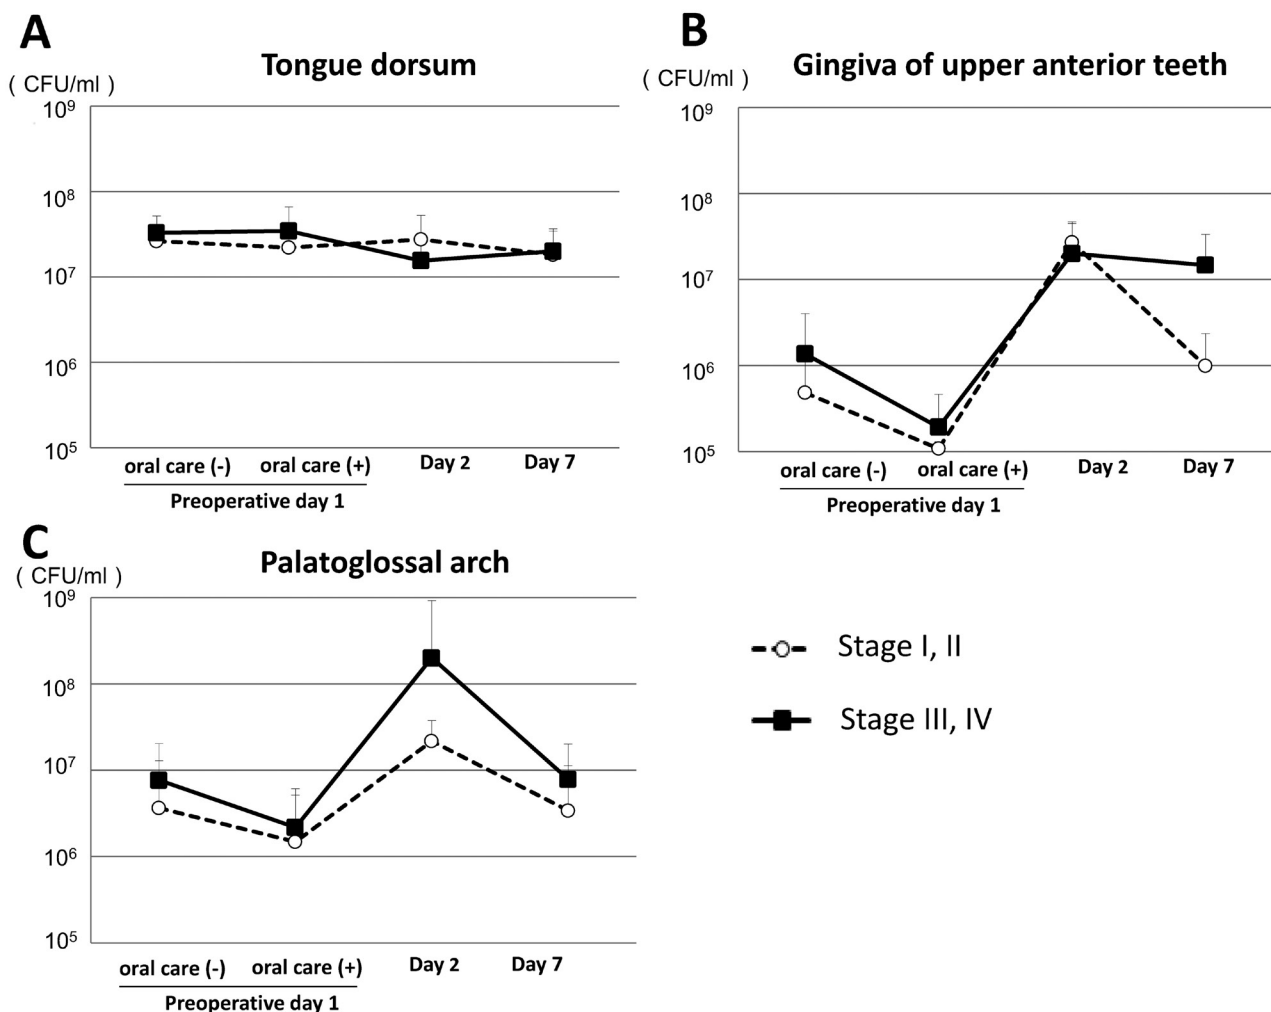 A
Tongue dorsum
( CFU/ml )
10⁹
10⁸
10⁷
10⁶
10⁵
oral care (-) oral care (+) Day 2 Day 7
Preoperative day 1
B
Gingiva of upper anterior teeth
( CFU/ml )
10⁹
10⁸
10⁷
10⁶
10⁵
oral care (-) oral care (+) Day 2 Day 7
Preoperative day 1
C
Palatoglossal arch
( CFU/ml )
10⁹
10⁸
10⁷
10⁶
10⁵
oral care (-) oral care (+) Day 2 Day 7
Preoperative day 1
Stage I, II
Stage III, IV